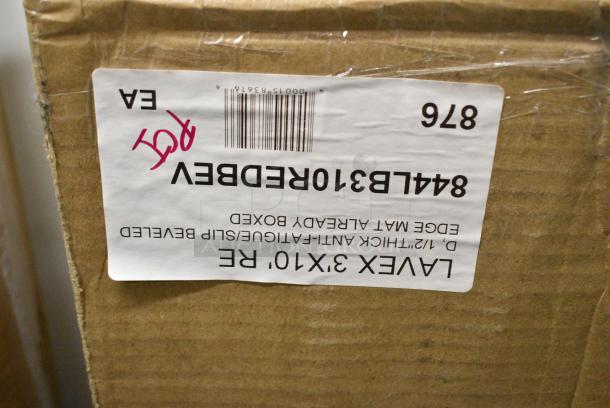 LAVEX 3'X10' RE
D, 1/2"THICK ANTI-FATIGUE/SLIP BEVELED
EDGE MAT ALREADY BOXED
844LB310REDBEV
876
EA